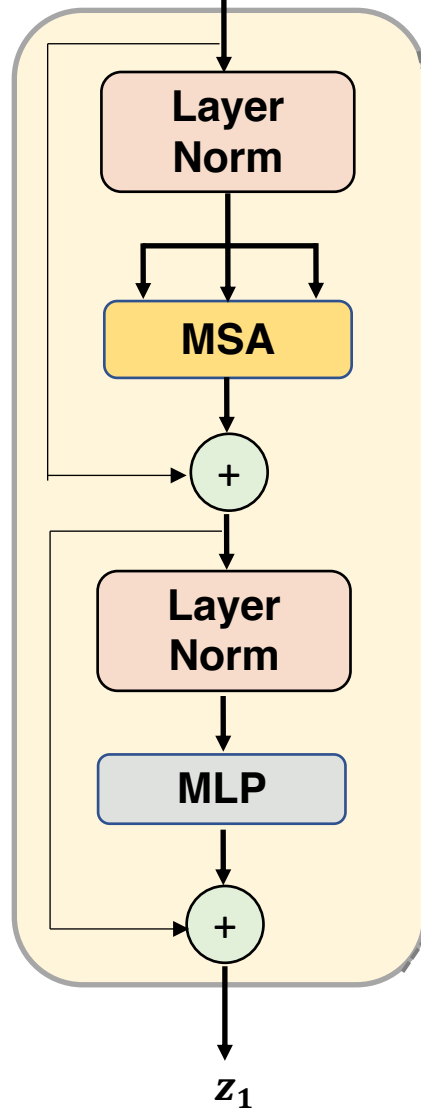 Layer
Norm
MSA
+
Layer
Norm
MLP
+
z₁